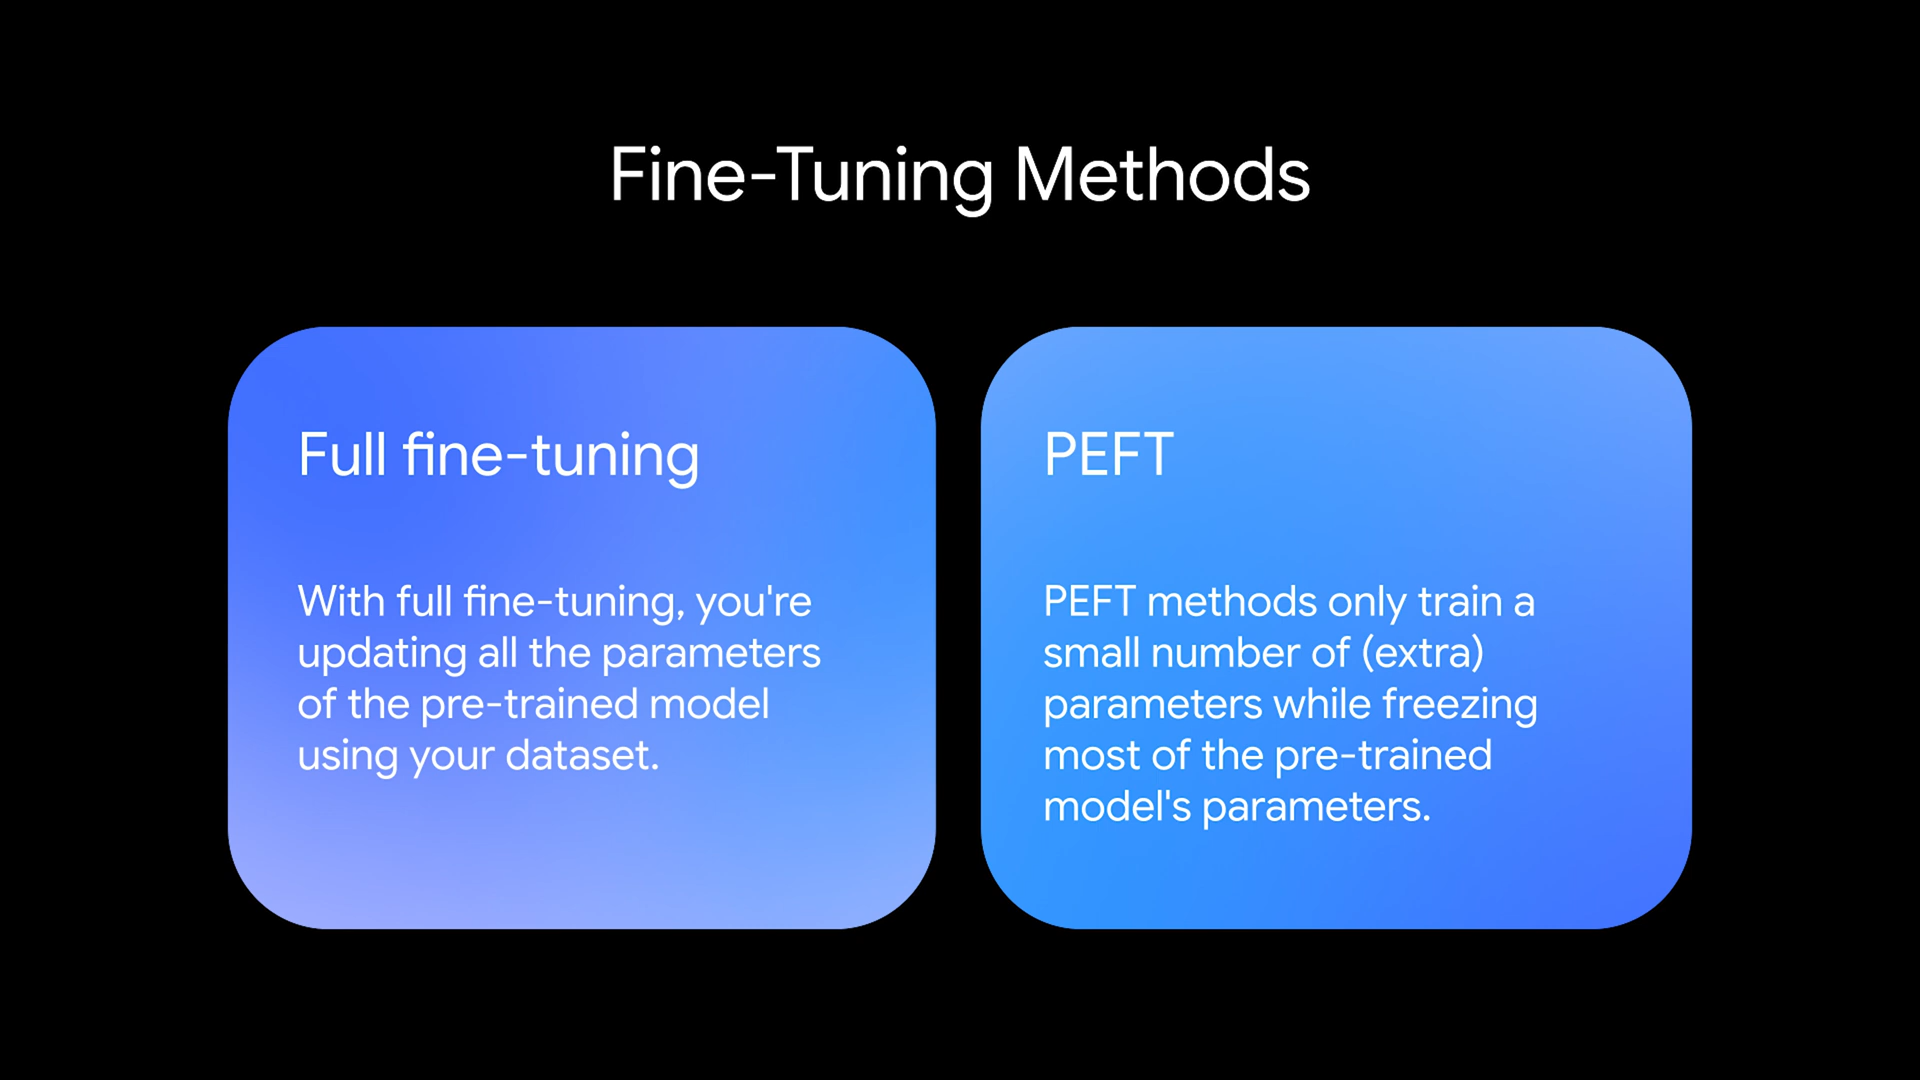 Fine-Tuning Methods
Full fine-tuning
With full fine-tuning, you're
updating all the parameters
of the pre-trained model
using your dataset.
PEFT
PEFT methods only train a
small number of (extra)
parameters while freezing
most of the pre-trained
model's parameters.